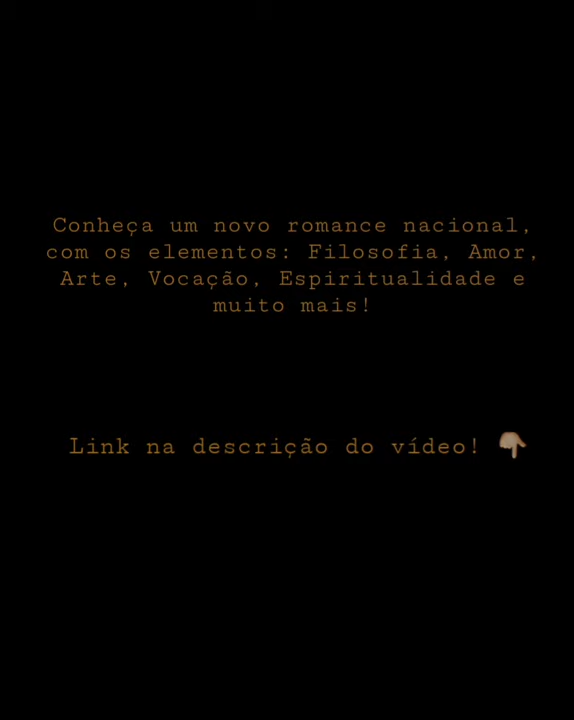 Conheça um novo romance nacional,
com os elementos: Filosofia, Amor,
Arte, Vocação, Espiritualidade e
muito mais!
Link na descrição do vídeo! 👇🏽